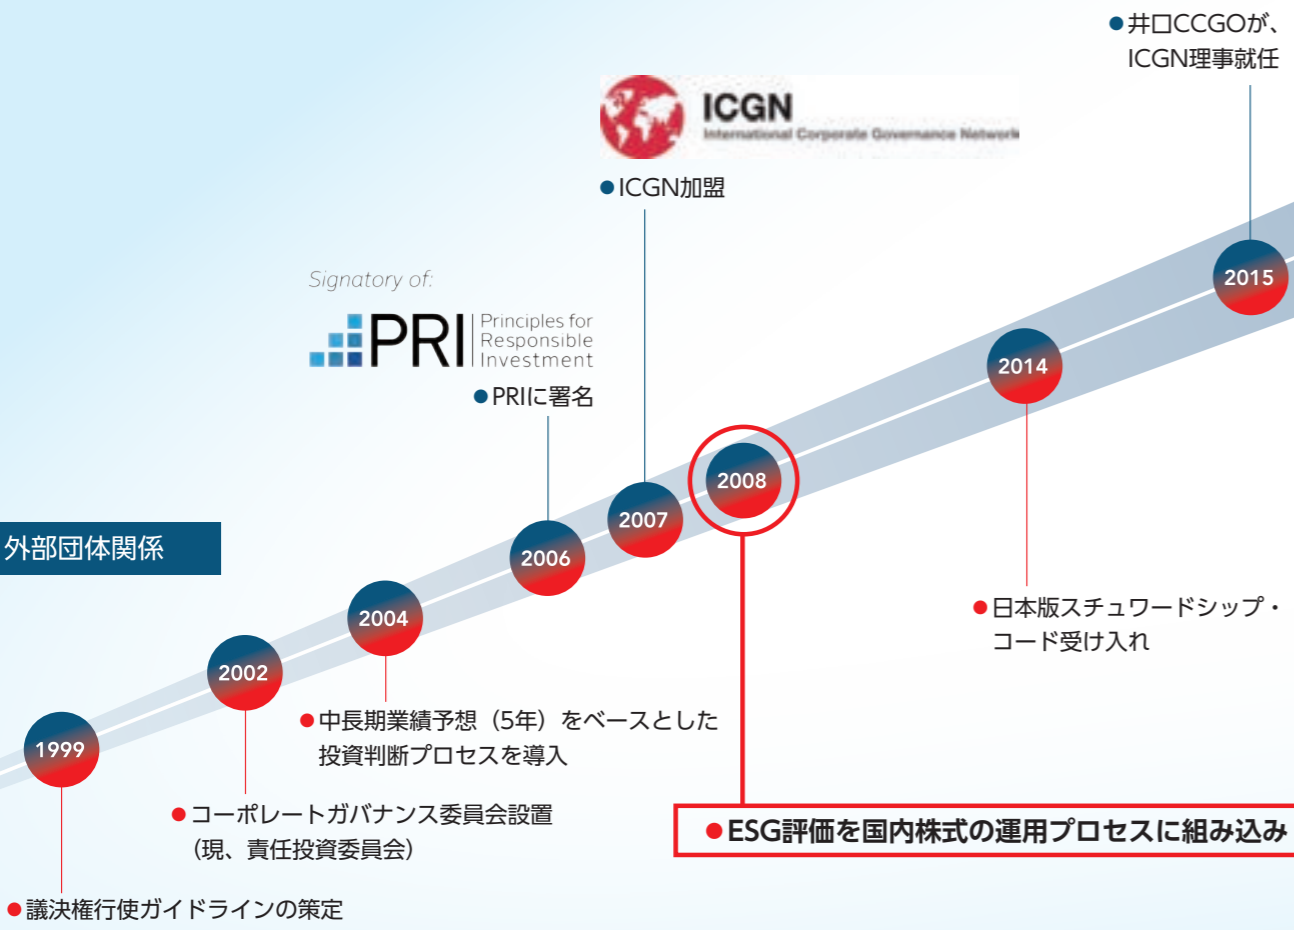 ●井口CCGOが、
ICGN理事就任
ICGN
International Corporate Governance Network
●ICGN加盟
Signatory of:
PRI
Principles for
Responsible
Investment
●PRIに署名
2015
2014
2008
2007
2006
外部団体関係
2004
2002
1999
●日本版スチュワードシップ・
コード受け入れ
●中長期業績予想（5年）をベースとした
投資判断プロセスを導入
●コーポレートガバナンス委員会設置
（現、責任投資委員会）
●ESG評価を国内株式の運用プロセスに組み込み
●議決権行使ガイドラインの策定